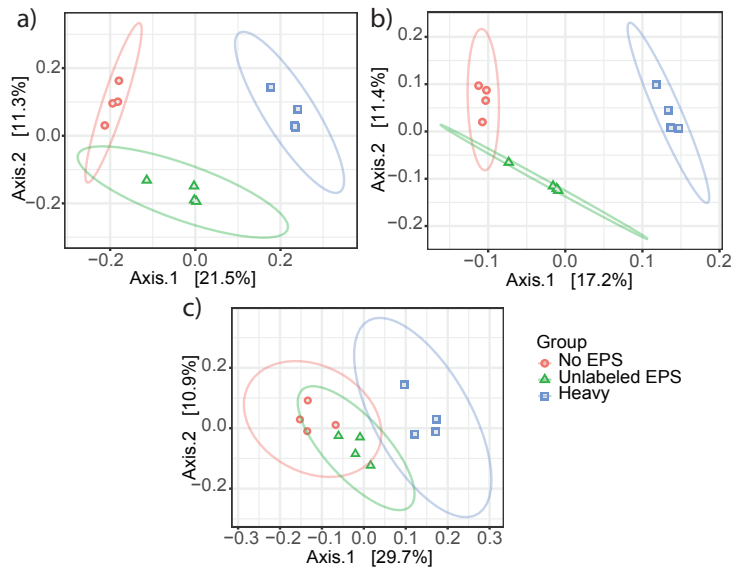 a)
Axis.2 [11.3%]
0.2
0.0
−0.2
−0.2 0.0 0.2
Axis.1 [21.5%]
b)
Axis.2 [11.4%]
0.2
0.1
0.0
−0.1
−0.2
−0.1 0.0 0.1 0.2
Axis.1 [17.2%]
c)
Axis.2 [10.9%]
0.2
0.0
−0.2
−0.3 −0.2 −0.1 0.0 0.1 0.2 0.3
Axis.1 [29.7%]
Group
No EPS
Unlabeled EPS
Heavy